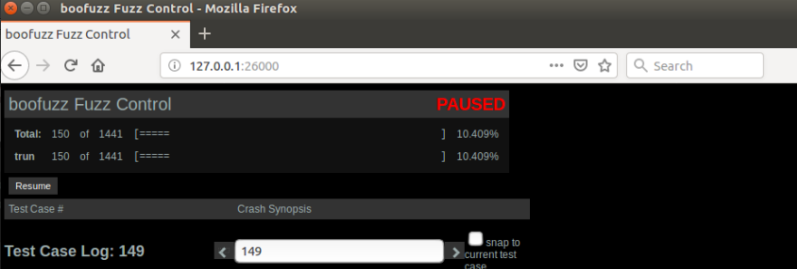 boofuzz Fuzz Control - Mozilla Firefox
boofuzz Fuzz Control × +
127.0.0.1:26000 ••• Search
boofuzz Fuzz Control PAUSED
Total: 150 of 1441 [===== ] 10.409%
trun 150 of 1441 [===== ] 10.409%
Resume
Test Case # Crash Synopsis
Test Case Log: 149 < 149 > snap to
current test
case